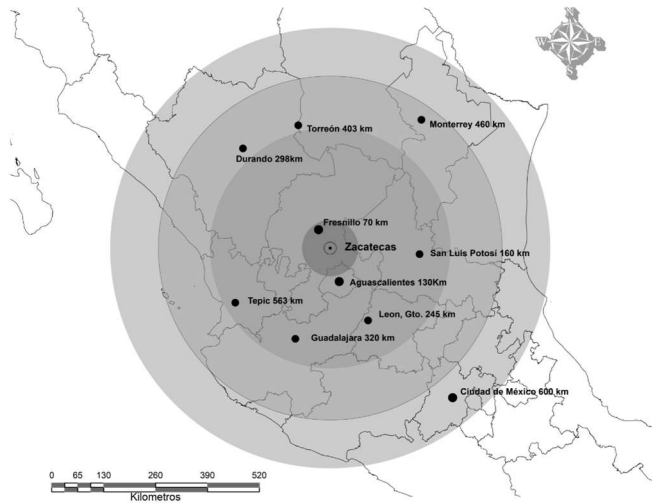 Torreón 403 km
Monterrey 460 km
Durando 298km
Fresnillo 70 km
Zacatecas
San Luis Potosí 160 km
Aguascalientes 130Km
Tepic 563 km
Leon, Gto. 245 km
Guadalajara 320 km
Ciudad de México 600 km
0 65 130 260 390 520
Kilometros